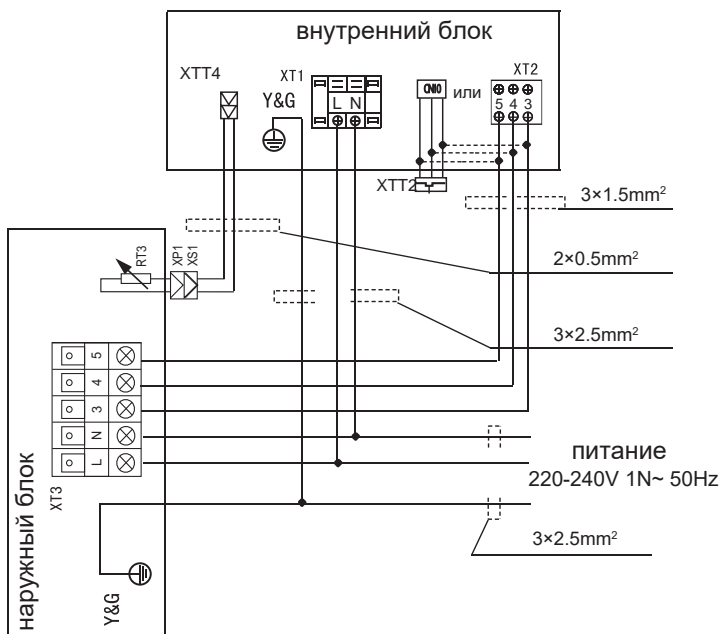 внутренний блок
XTT4
XT1
Y&G
L N
CN10
или
XT2
5 4 3
XTT2
3×1.5mm²
2×0.5mm²
3×2.5mm²
RT3
XP1
XS1
5
4
3
N
L
XT3
наружный блок
Y&G
питание
220-240V 1N~ 50Hz
3×2.5mm²